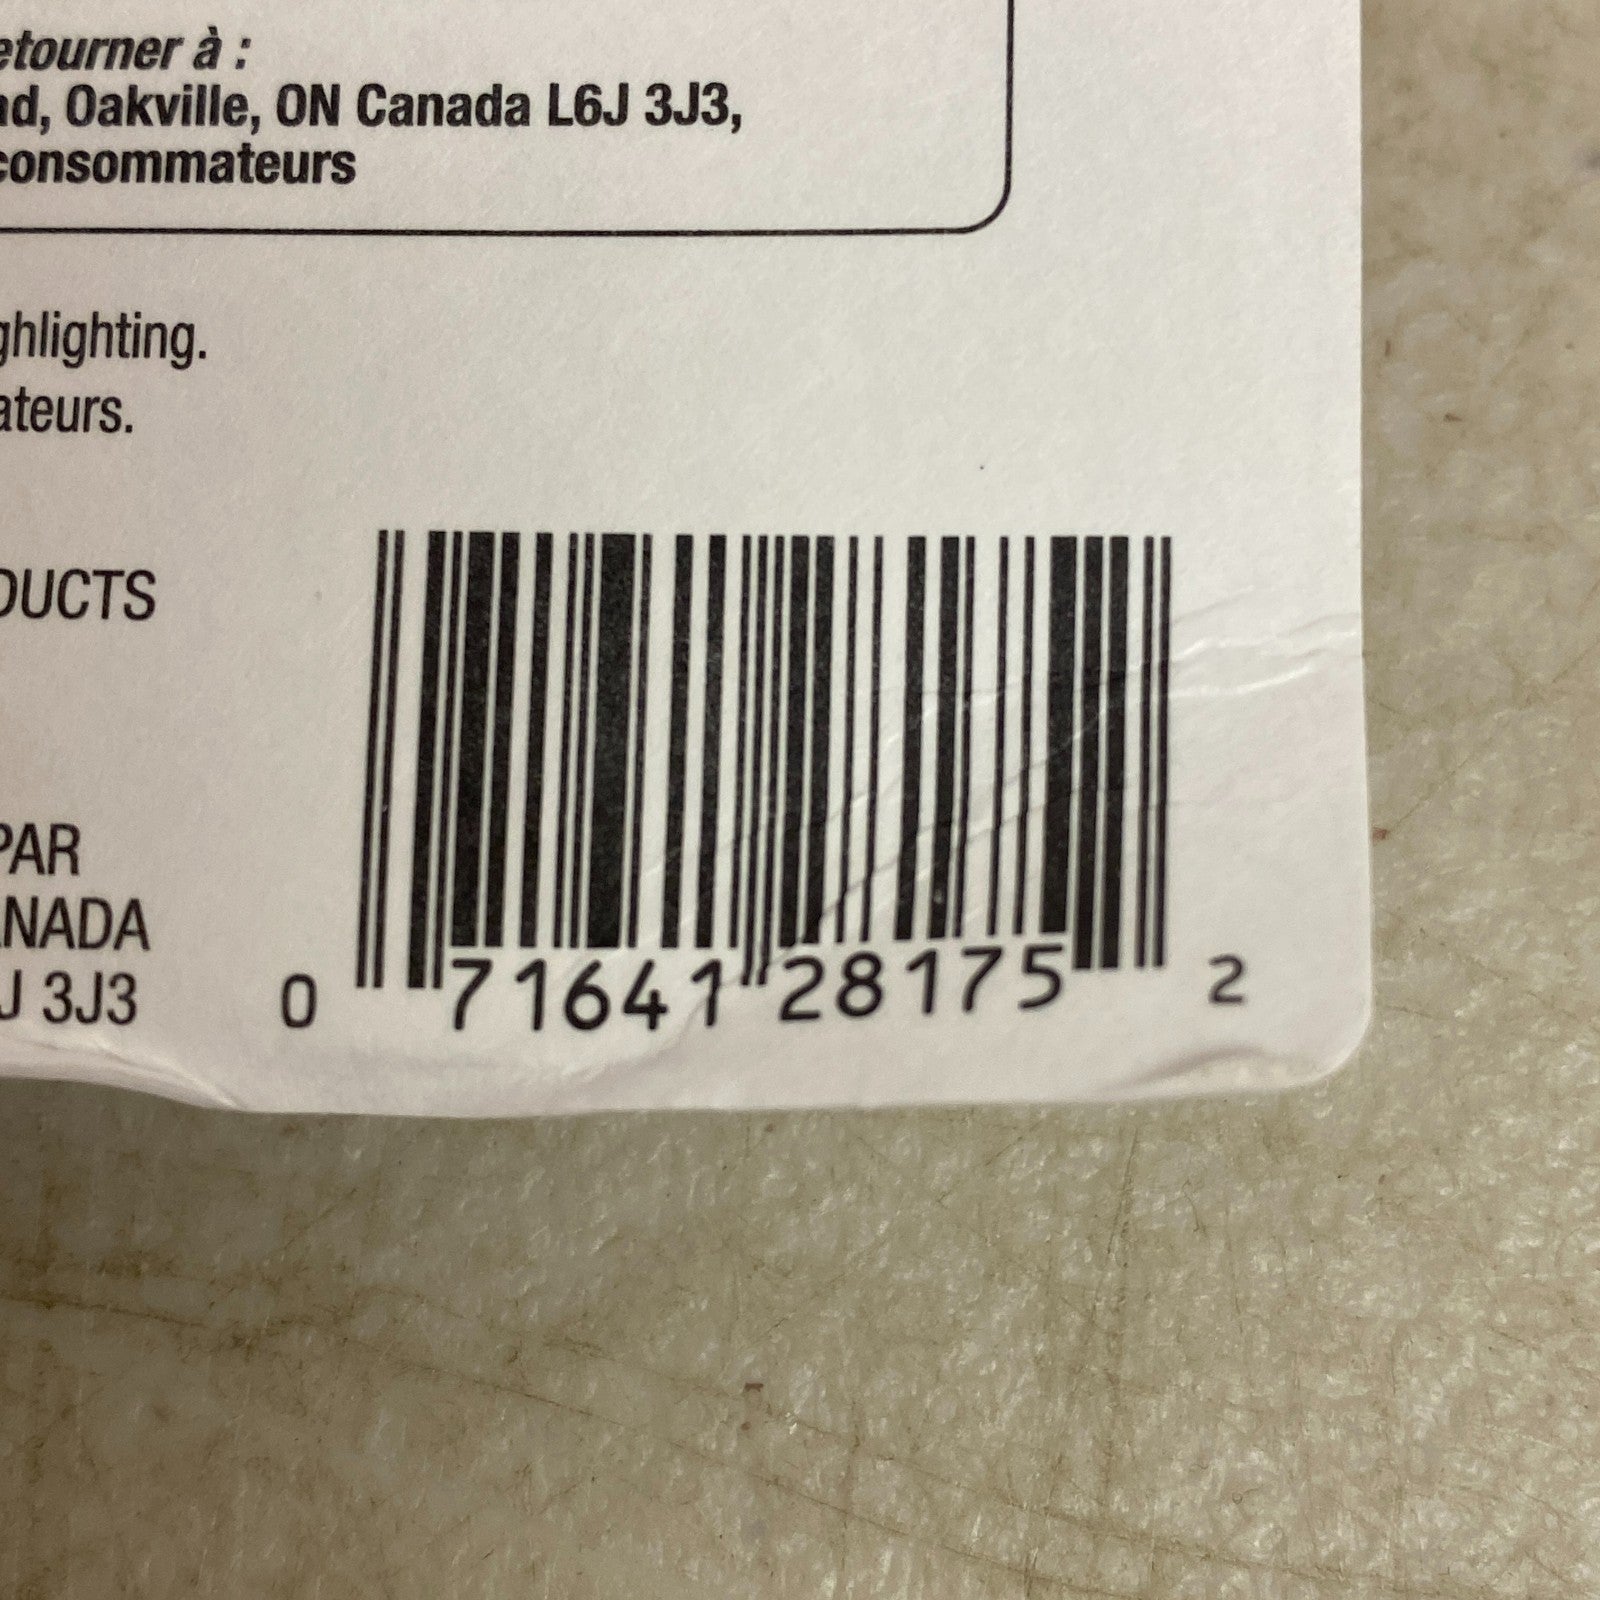 etourner à :
ad, Oakville, ON Canada L6J 3J3,
consommateurs
ghlighting.
ateurs.
DUCTS
PAR
ANADA
J 3J3
0 71641 28175 2